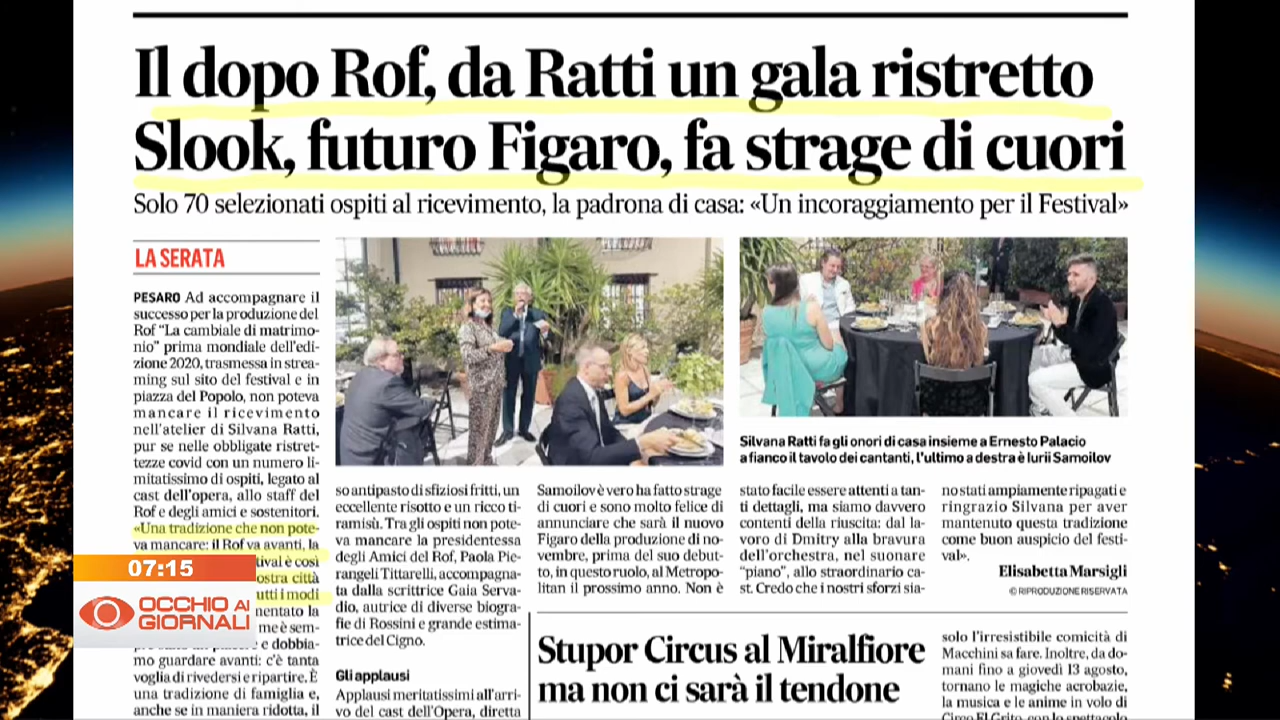 Il dopo Rof, da Ratti un gala ristretto
Slook, futuro Figaro, fa strage di cuori
Solo 70 selezionati ospiti al ricevimento, la padrona di casa: «Un incoraggiamento per il Festival»
LA SERATA
PESARO Ad accompagnare il
successo per la produzione del
Rof “La cambiale di matrimo-
nio” prima mondiale dell’edi-
zione 2020, trasmessa in strea-
ming sul sito del festival e in
piazza del Popolo, non poteva
mancare il ricevimento
nell’atelier di Silvana Ratti,
pur se nelle obbligate ristret-
tezze covid con un numero li-
mitatissimo di ospiti, legato al
cast dell’opera, allo staff del
Rof e degli amici e sostenitori.
«Una tradizione che non pote-
va mancare: il Rof va avanti, la
tival è così
ostra città
utti i modi
mentato la
me è sem-
e dobbia-
mo guardare avanti: c’è tanta
voglia di rivedersi e ripartire. È
una tradizione di famiglia e,
anche se in maniera ridotta, il
so antipasto di sfiziosi fritti, un
eccellente risotto e un ricco ti-
ramisù. Tra gli ospiti non pote-
va mancare la presidentessa
degli Amici del Rof, Paola Pie-
rangeli Tittarelli, accompagna-
ta dalla scrittrice Gaia Serva-
dio, autrice di diverse biogra-
fie di Rossini e grande estima-
trice del Cigno.
Gli applausi
Applausi meritatissimi all’arri-
vo del cast dell’Opera, diretta
Samoilov è vero ha fatto strage
di cuori e sono molto felice di
annunciare che sarà il nuovo
Figaro della produzione di no-
vembre, prima del suo debut-
to, in questo ruolo, al Metropo-
litan il prossimo anno. Non è
Silvana Ratti fa gli onori di casa insieme a Ernesto Palacio
a fianco il tavolo dei cantanti, l’ultimo a destra è Iurii Samoilov
stato facile essere attenti a tan-
ti dettagli, ma siamo davvero
contenti della riuscita: dal la-
voro di Dmitry alla bravura
dell’orchestra, nel suonare
“piano”, allo straordinario ca-
st. Credo che i nostri sforzi sia-
no stati ampiamente ripagati e
ringrazio Silvana per aver
mantenuto questa tradizione
come buon auspicio del festi-
val».
Elisabetta Marsigli
© RIPRODUZIONE RISERVATA
Stupor Circus al Miralfiore
ma non ci sarà il tendone
solo l’irresistibile comicità di
Macchini sa fare. Inoltre, da do-
mani fino a giovedì 13 agosto,
tornano le magiche acrobazie,
la musica e le anime in volo di
Circo El Grito, con lo spettacolo
07:15
OCCHIO AI
GIORNALI